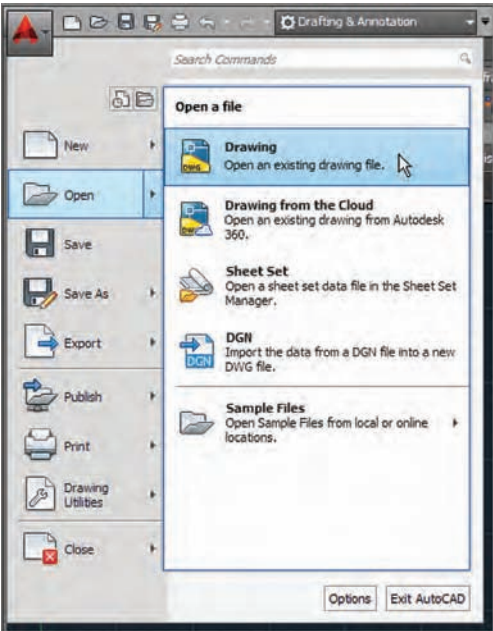 Drafting & Annotation
Search Commands
Open a file
New
Open
Save
Save As
Export
Publish
Print
Drawing
Utilities
Close
Drawing
Open an existing drawing file.
DWG
Drawing from the Cloud
Open an existing drawing from Autodesk
360.
DWG
Sheet Set
Open a sheet set data file in the Sheet Set
Manager.
DGN
Import the data from a DGN file into a new
DWG file.
DGN
Sample Files
Open Sample Files from local or online
locations.
Options
Exit AutoCAD